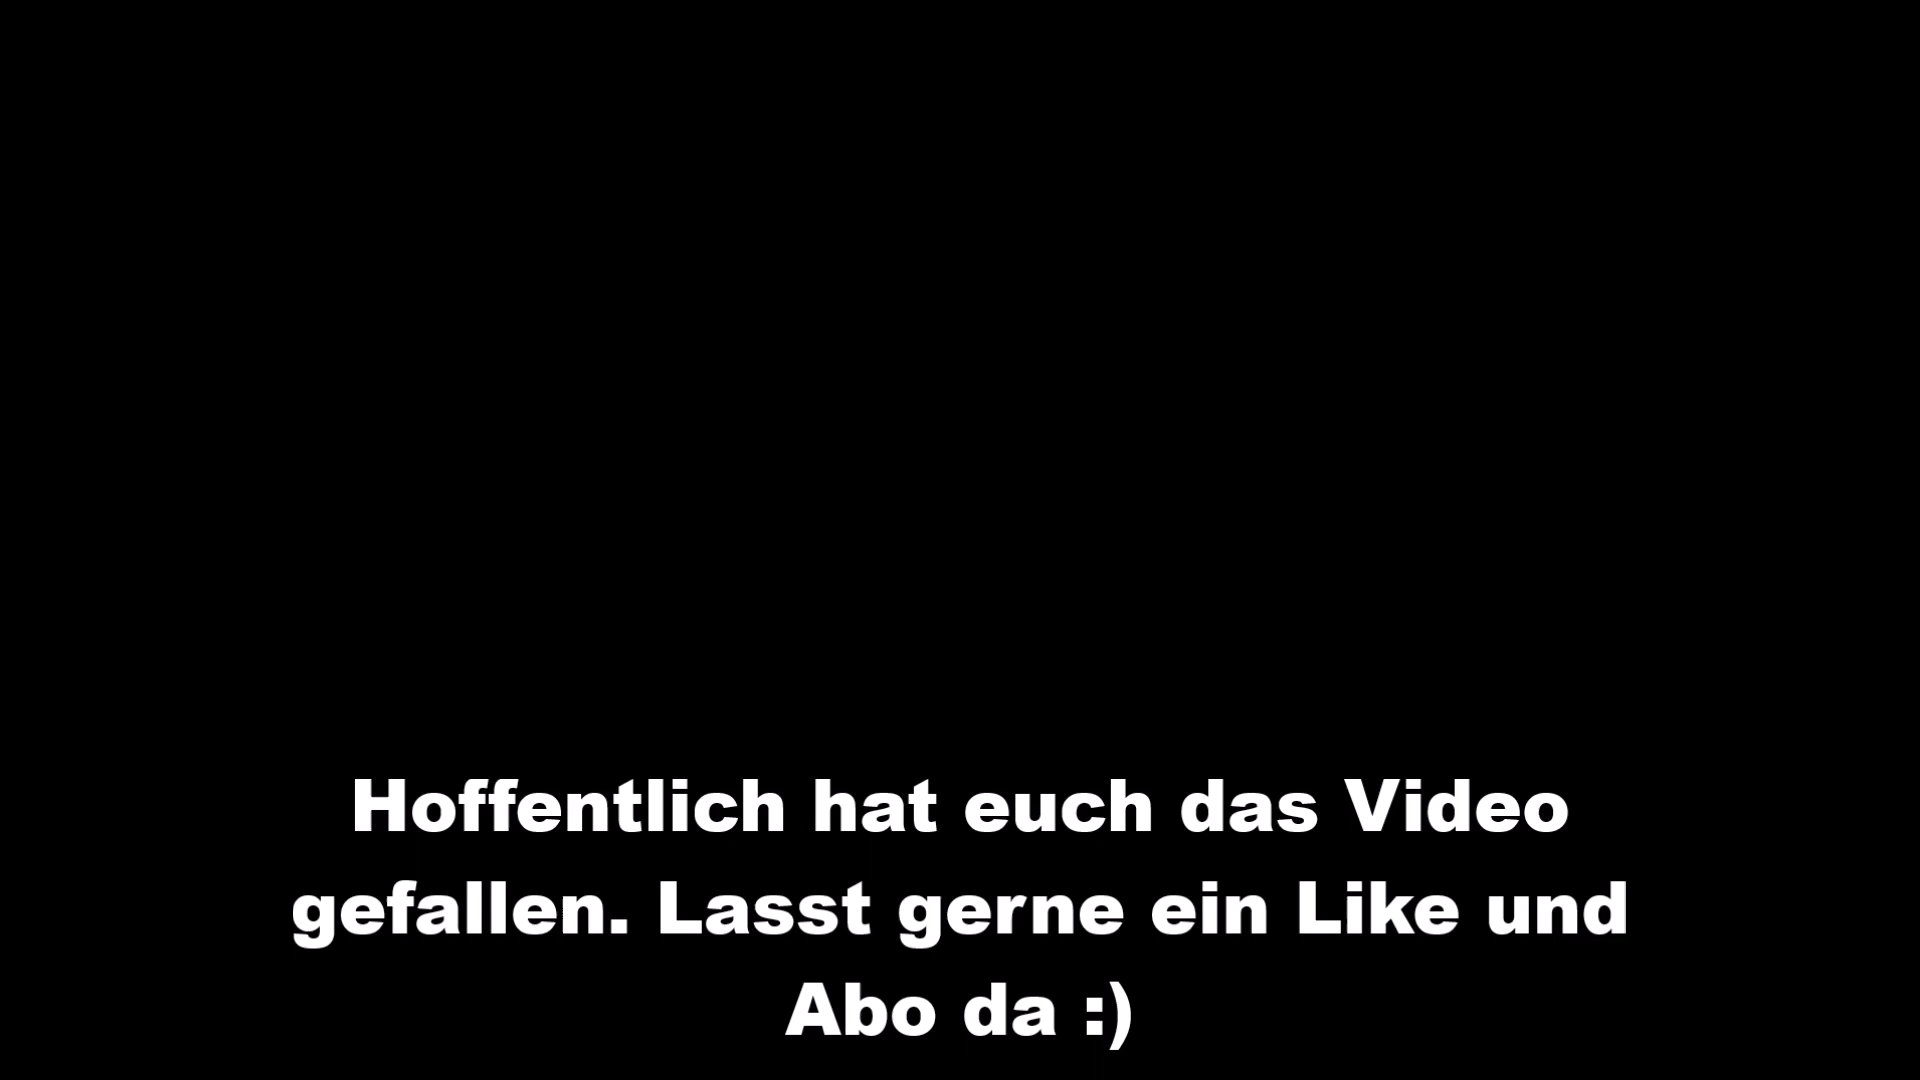 Hoffentlich hat euch das Video
gefallen. Lasst gerne ein Like und
Abo da :)